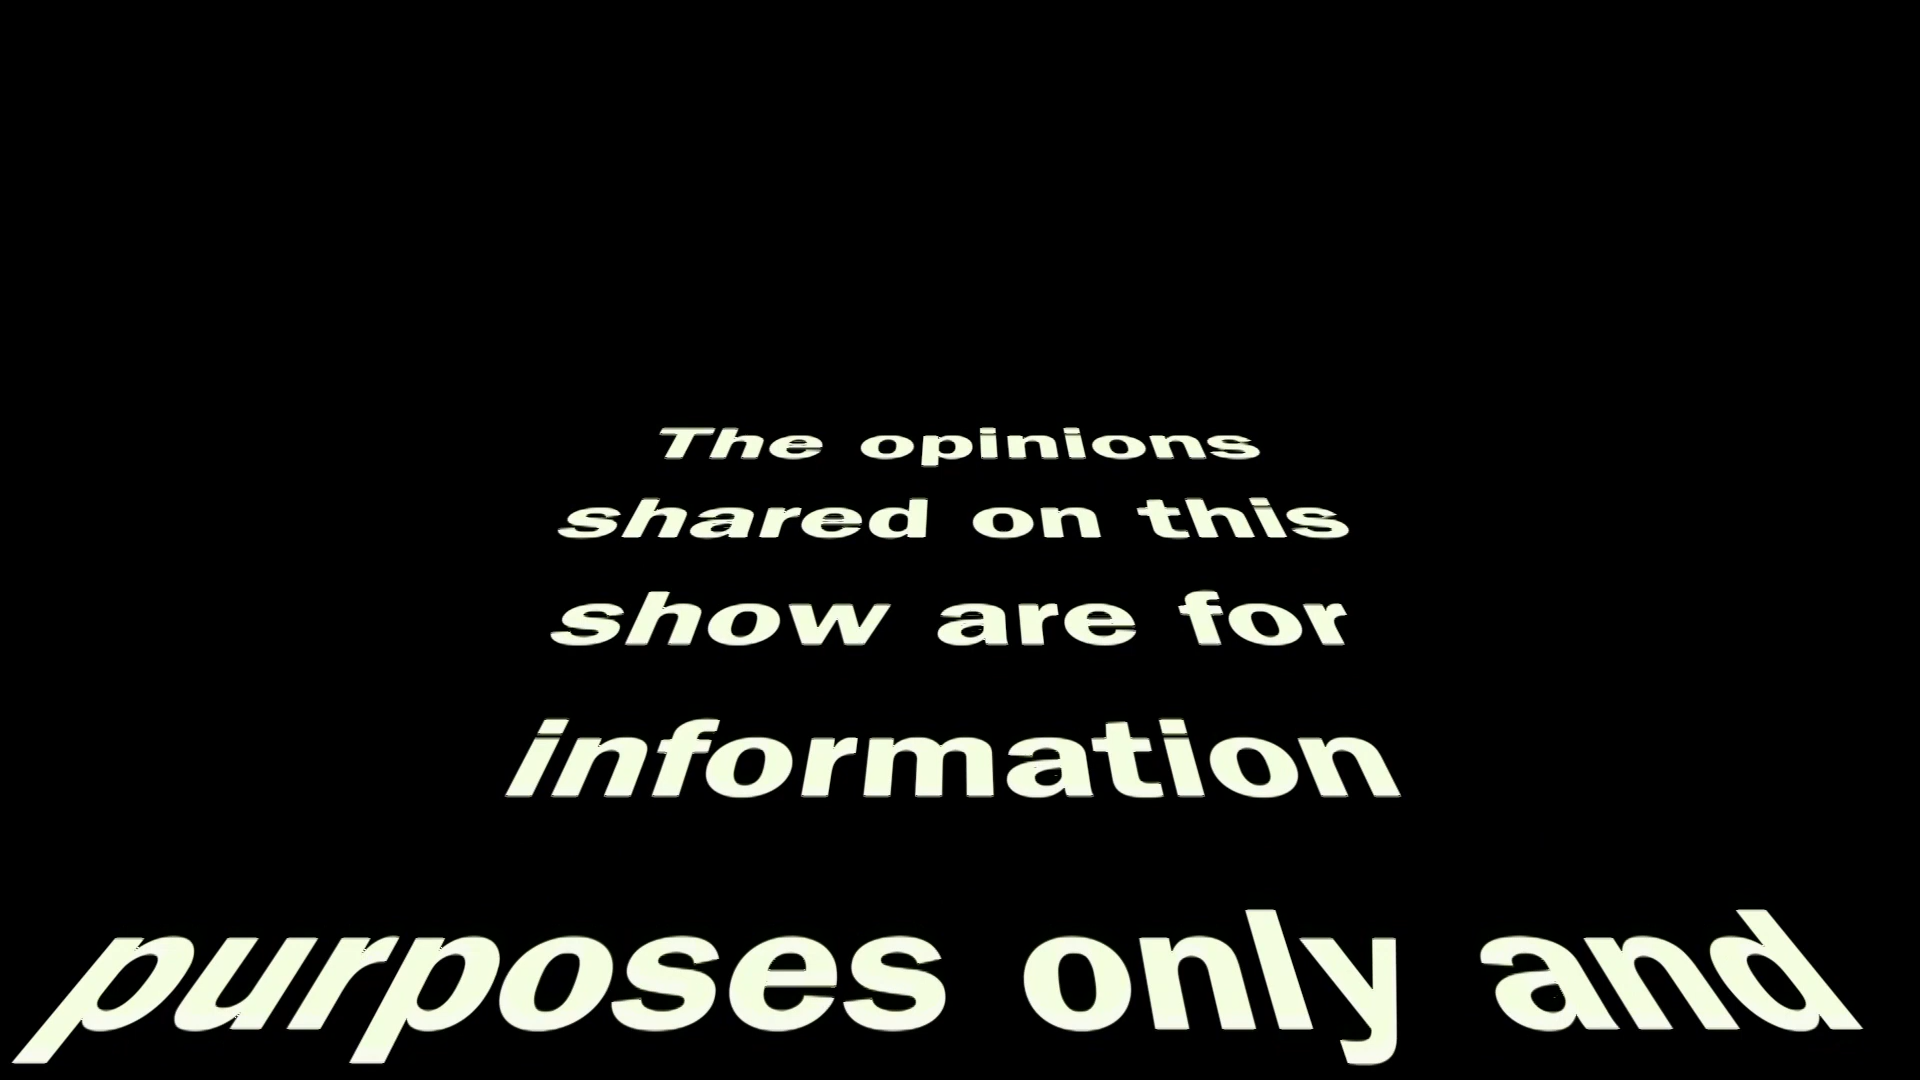 The opinions
shared on this
show are for
information
purposes only and